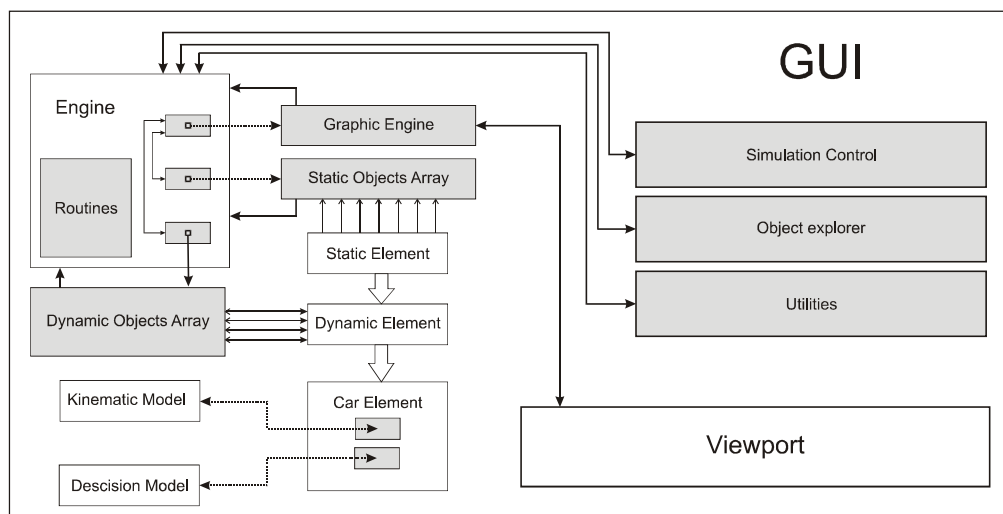 GUI
Engine
Graphic Engine
Simulation Control
Static Objects Array
Routines
Object explorer
Static Element
Utilities
Dynamic Objects Array
Dynamic Element
Kinematic Model
Car Element
Viewport
Descision Model